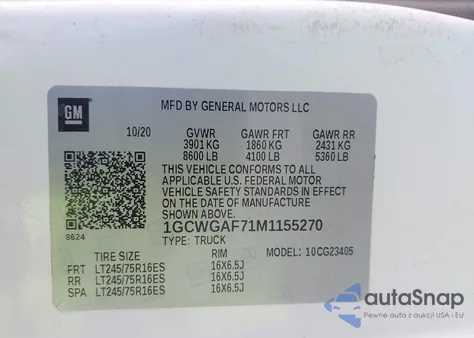 GM
MFD BY GENERAL MOTORS LLC
10/20 GVWR GAWR FRT GAWR RR
3901 KG 1860 KG 2431 KG
8600 LB 4100 LB 5360 LB
THIS VEHICLE CONFORMS TO ALL
APPLICABLE U.S. FEDERAL MOTOR
VEHICLE SAFETY STANDARDS IN EFFECT
ON THE DATE OF MANUFACTURE
SHOWN ABOVE.
8624 1GCWGAF71M1155270
TYPE: TRUCK
MODEL: 10CG23405
TIRE SIZE RIM
FRT LT245/75R16ES 16X6.5J
RR LT245/75R16ES 16X6.5J
SPA LT245/75R16ES 16X6.5J
autoSnap
Pewne auta z aukcji USA i EU